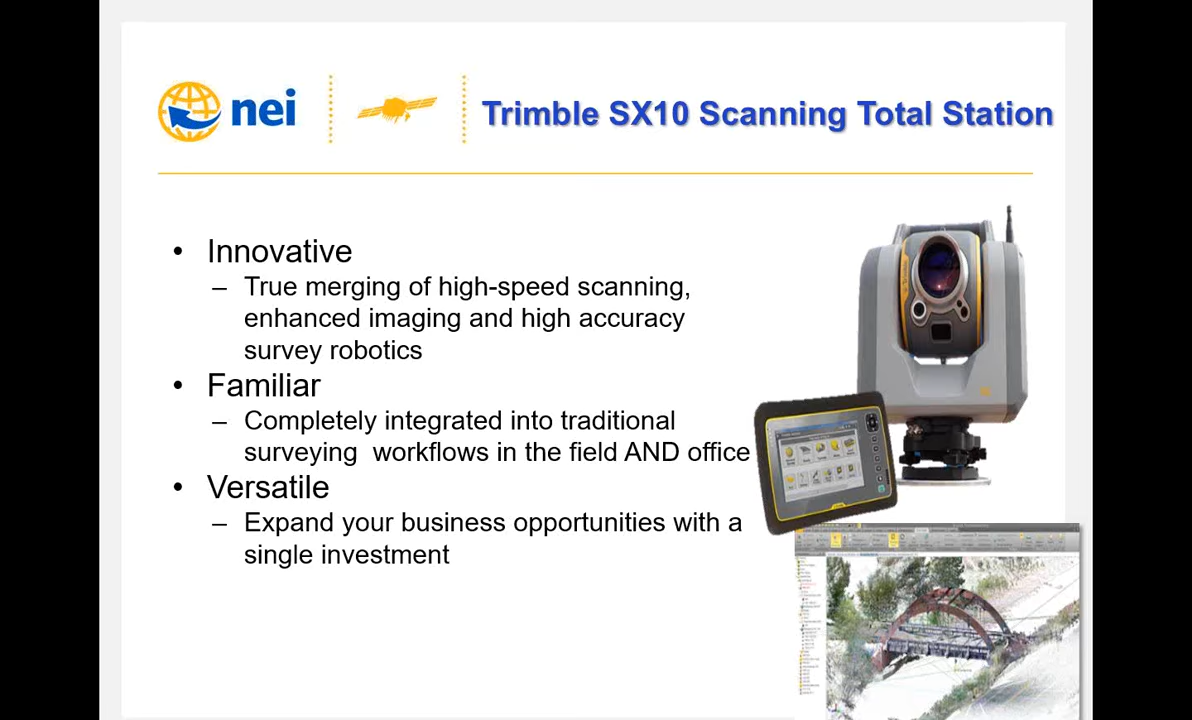 nei
Trimble SX10 Scanning Total Station
• Innovative
– True merging of high-speed scanning,
enhanced imaging and high accuracy
survey robotics
• Familiar
– Completely integrated into traditional
surveying workflows in the field AND office
• Versatile
– Expand your business opportunities with a
single investment